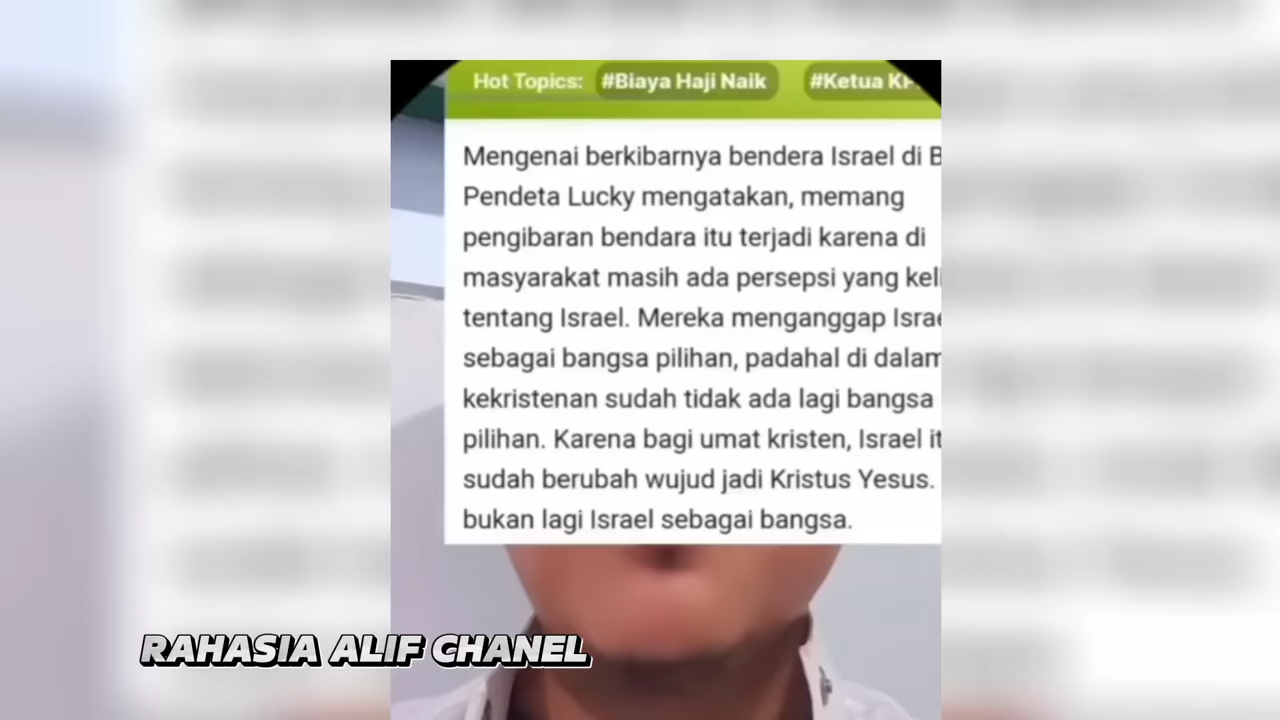 Hot Topics: #Biaya Haji Naik #Ketua
Mengenai berkibarnya bendera Israel di
Pendeta Lucky mengatakan, memang
pengibaran bendara itu terjadi karena di
masyarakat masih ada persepsi yang
tentang Israel. Mereka menganggap
sebagai bangsa pilihan, padahal di dalam
kekristenan sudah tidak ada lagi bangsa
pilihan. Karena bagi umat kristen, Israel
sudah berubah wujud jadi Kristus Yesus.
bukan lagi Israel sebagai bangsa.
RAHASIA ALIF CHANEL